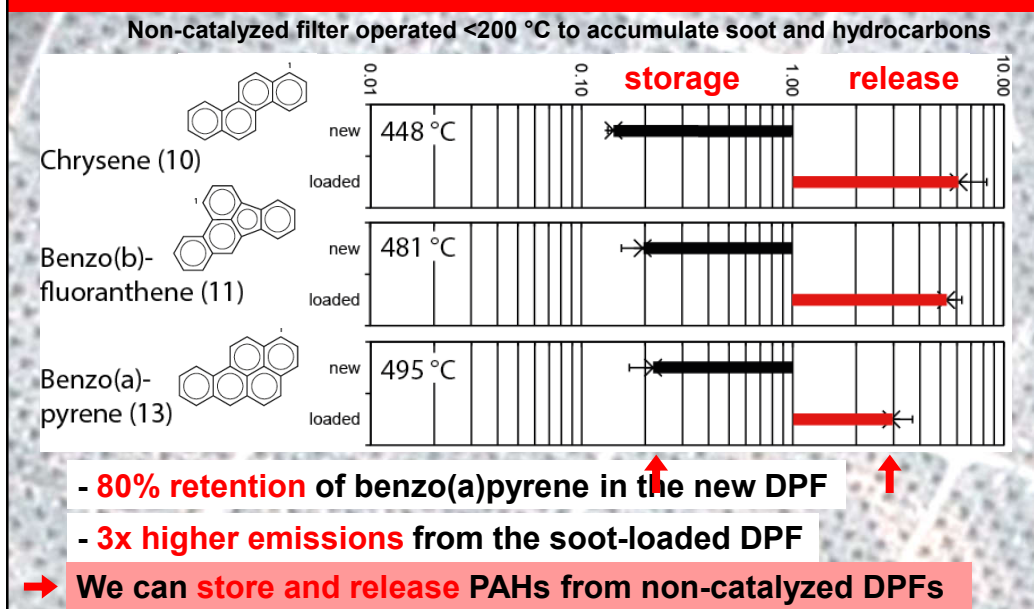 Non-catalyzed filter operated <200 °C to accumulate soot and hydrocarbons
0.01 0.10 storage 1.00 release 10.00
1
Chrysene (10)
new 448 °C
loaded
1
Benzo(b)-
fluoranthene (11)
new 481 °C
loaded
1
Benzo(a)-
pyrene (13)
new 495 °C
loaded
- 80% retention of benzo(a)pyrene in the new DPF
- 3x higher emissions from the soot-loaded DPF
We can store and release PAHs from non-catalyzed DPFs